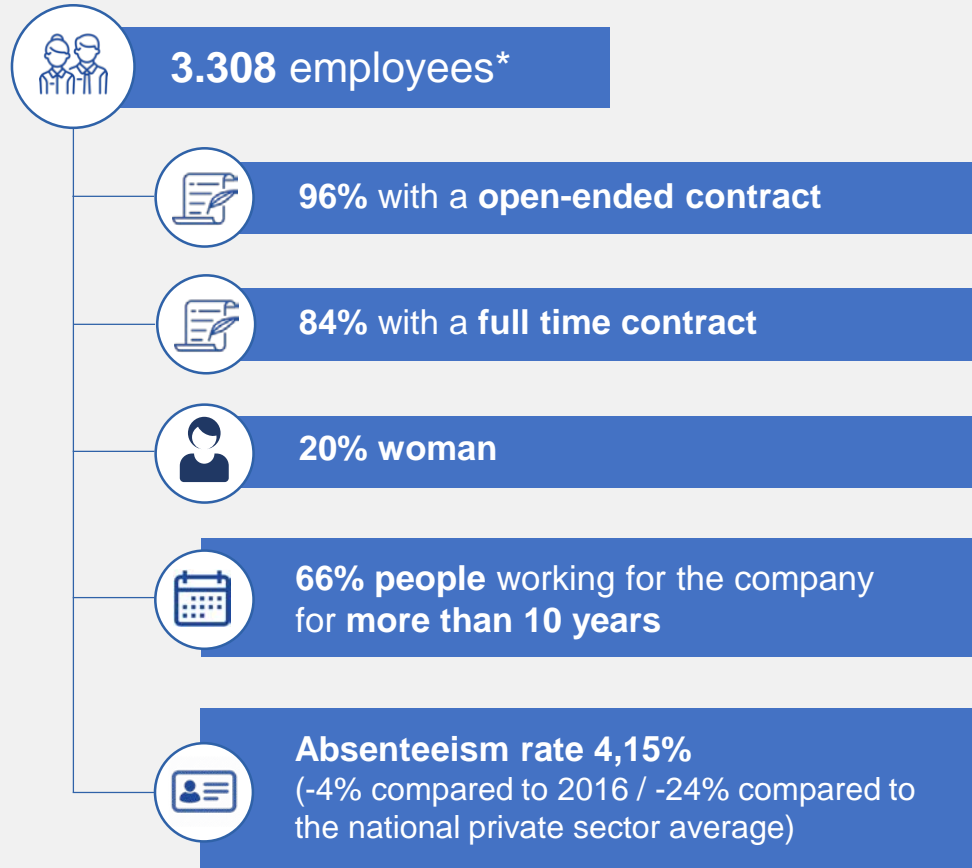 3.308 employees*
96% with a open-ended contract
84% with a full time contract
20% woman
66% people working for the company
for more than 10 years
Absenteeism rate 4,15%
(-4% compared to 2016 / -24% compared to
the national private sector average)